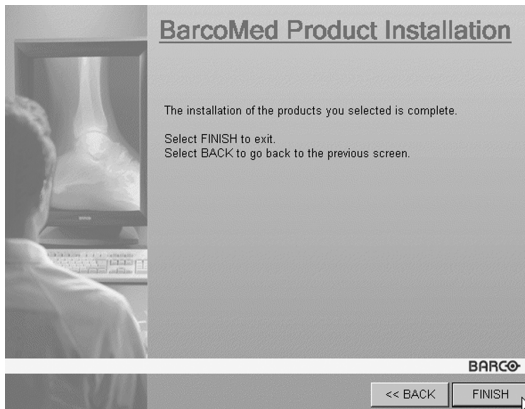 BarcoMed Product Installation
The installation of the products you selected is complete.
Select FINISH to exit.
Select BACK to go back to the previous screen.
BARCO
<< BACK
FINISH